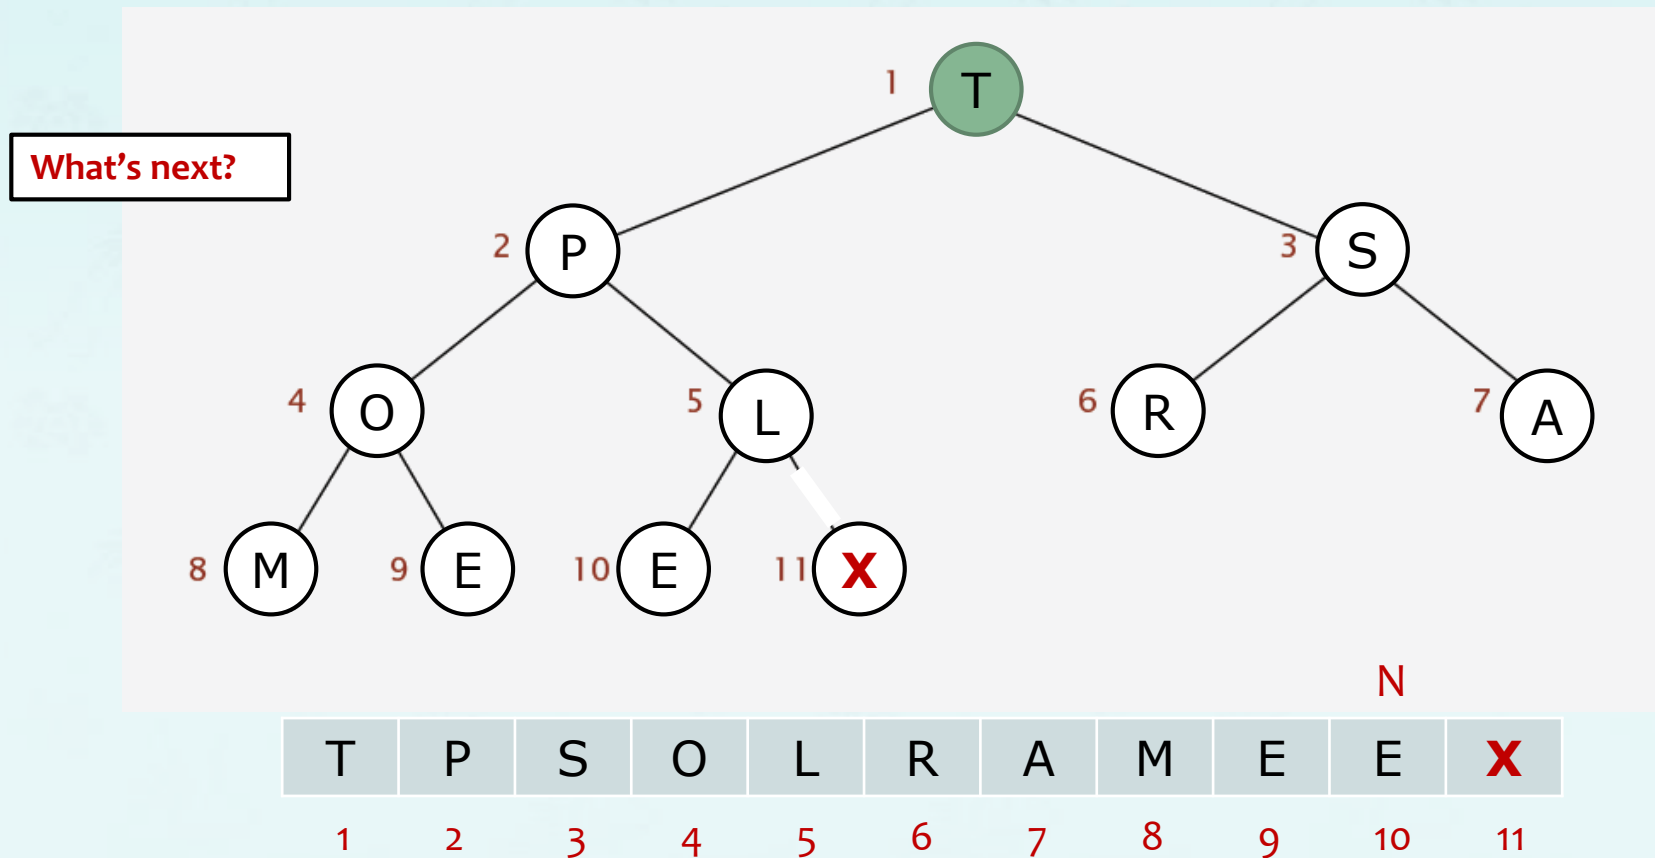 1 T
What's next?
2 P 3 S
4 O 5 L 6 R 7 A
8 M 9 E 10 E 11 X
N
T P S O L R A M E E X
1 2 3 4 5 6 7 8 9 10 11